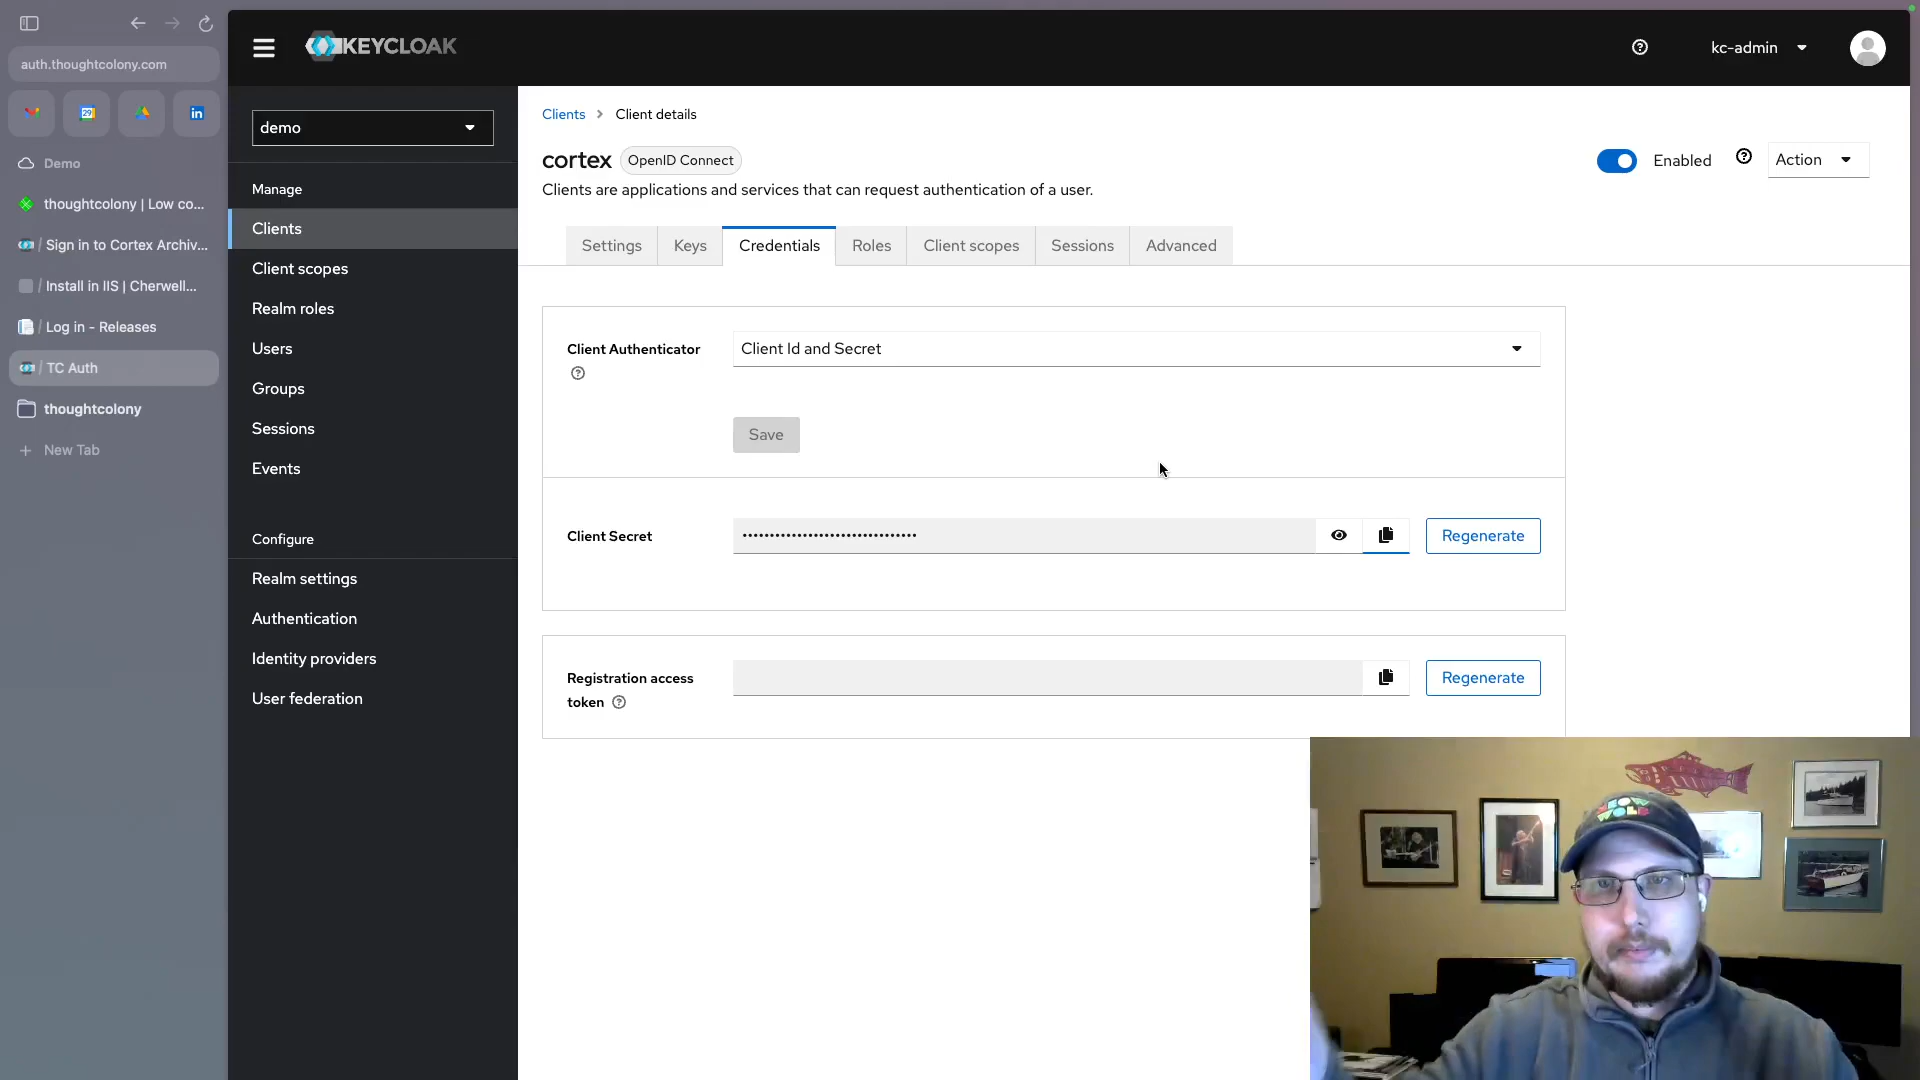 auth.thoughtcolony.com
29
Demo
thoughtcolony | Low co...
/ Sign in to Cortex Archiv...
/ Install in IIS | Cherwell...
/ Log in - Releases
/ TC Auth
thoughtcolony
New Tab
KEYCLOAK
kc-admin
demo
Manage
Clients
Client scopes
Realm roles
Users
Groups
Sessions
Events
Configure
Realm settings
Authentication
Identity providers
User federation
Clients > Client details
cortex OpenID Connect
Enabled
Action
Clients are applications and services that can request authentication of a user.
Settings Keys Credentials Roles Client scopes Sessions Advanced
Client Authenticator
Client Id and Secret
Save
Client Secret
Regenerate
Registration access
token
Regenerate